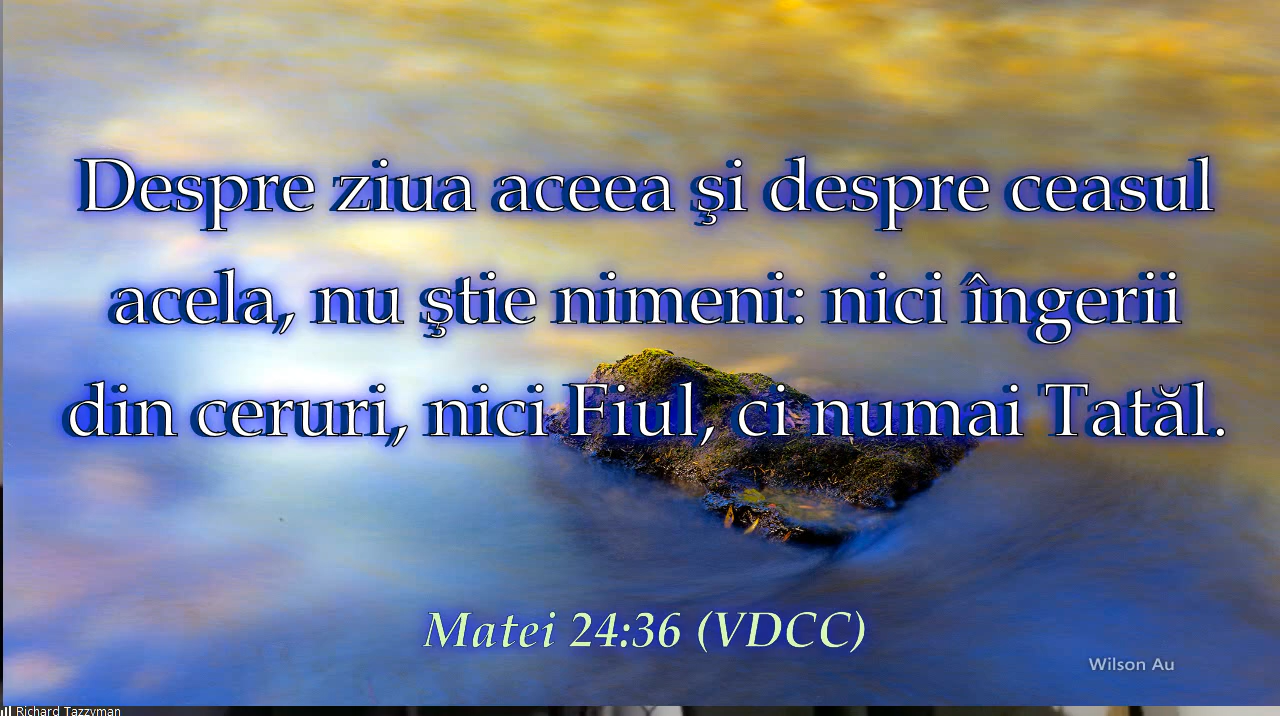 Despre ziua aceea şi despre ceasul
acela, nu ştie nimeni: nici îngerii
din ceruri, nici Fiul, ci numai Tatăl.
Matei 24:36 (VDCC)
Wilson Au
Richard Tazzyman